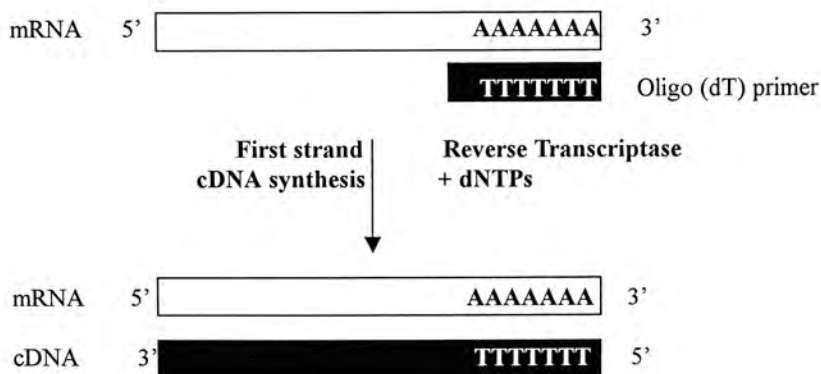 mRNA 5’ AAAAAAA 3’
TTTTTTT Oligo (dT) primer
First strand Reverse Transcriptase
cDNA synthesis + dNTPs
mRNA 5’ AAAAAAA 3’
cDNA 3’ TTTTTTT 5’